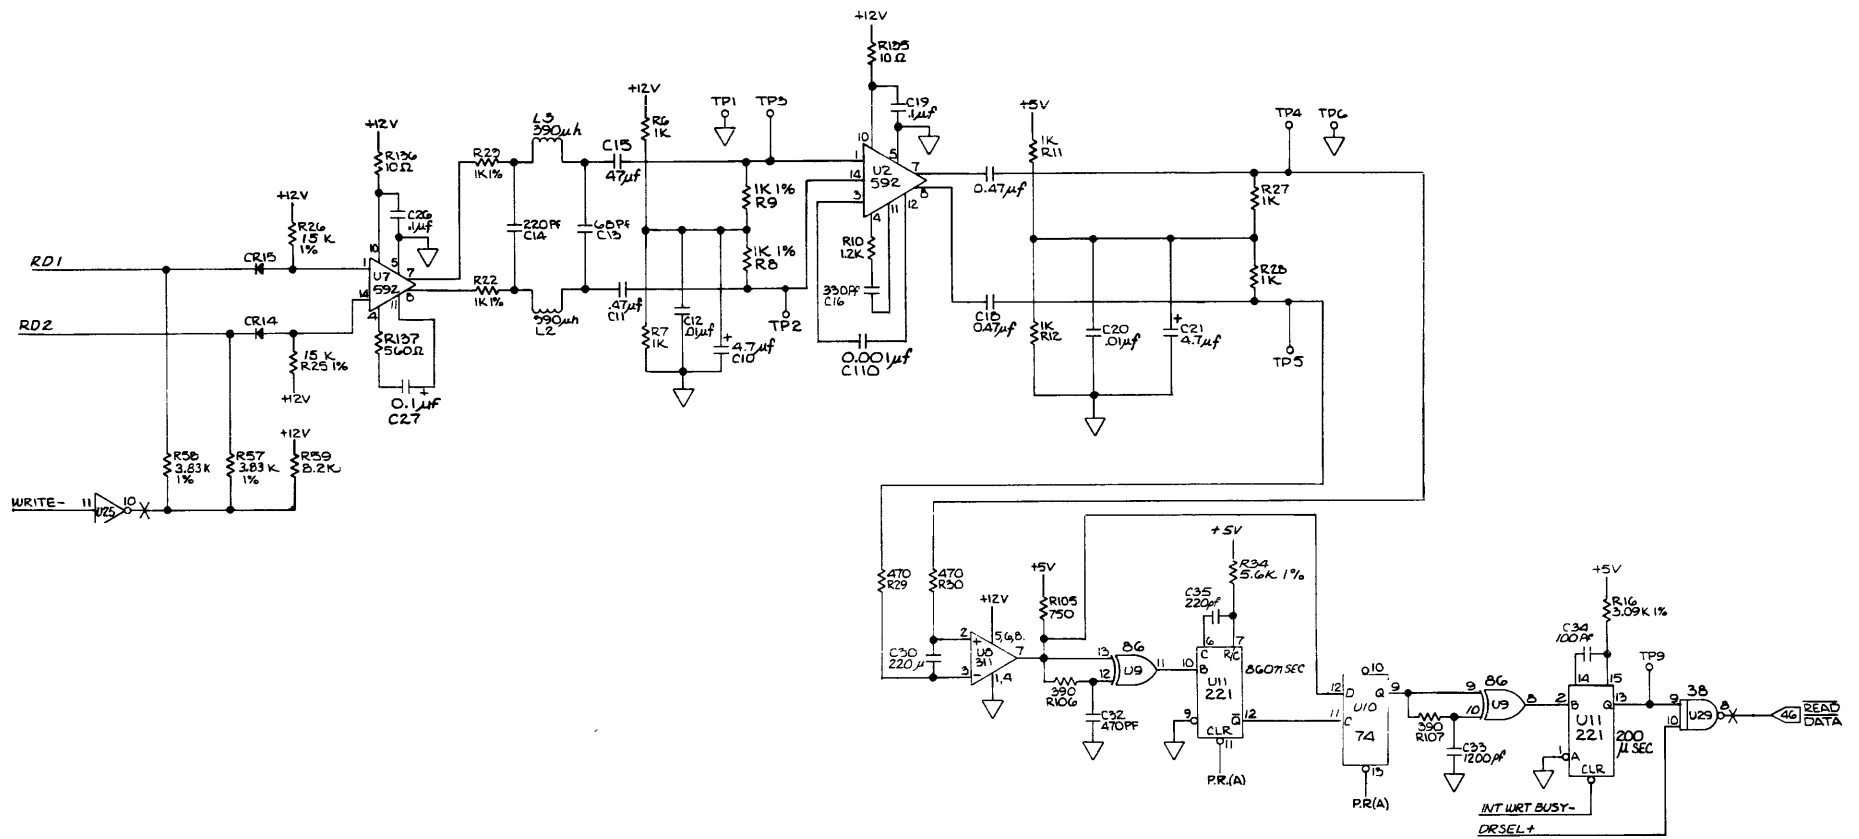 +12V
R135
10Ω
C19
.1µf
10
1
14
3
5
U2
592
7
8
4
11
12
R10
1.2K
330Pf
C16
0.001µf
C110
+12V
R136
10Ω
C26
.1µf
10
1
14
5
U7
592
7
8
4
11
R137
560Ω
0.1µf
+
C27
+12V
R26
15 K
1%
CR15
RD1
RD2
CR14
15 K
R25 1%
+12V
+12V
R58
3.83K
1%
R57
3.83K
1%
R59
8.2K
WRITE-
11
U25
10
R23
1K1%
R22
1K1%
L3
390µh
390µh
L2
220Pf
C14
68Pf
C13
C15
.47µf
.47µf
C11
+12V
R6
1K
R7
1K
C12
.01µf
+
4.7µf
C10
TP1
TP3
1K 1%
R9
1K 1%
R8
TP2
0.47µf
C18
0.47µf
+5V
1K
R11
1K
R12
C20
.01µf
+
C21
4.7µf
TP4
TP6
R27
1K
R28
1K
TP5
470
R29
470
R30
C30
220µ
+12V
5,6,8.
2
+
U8
311
3
-
7
1,4
+5V
R105
750
390
R106
C32
470PF
13
12
86
U9
11
+5V
R34
5.6K 1%
C35
220pf
6
7
C
R/C
10
B
U11
221
860nSEC
9
CLR
Q̅
12
11
P.R.(A)
10
12
D
Q
9
U10
11
C
74
13
P.R(A)
390
R107
C33
1200pf
86
9
10
U9
8
+5V
R16
3.09K 1%
C34
100Pf
14
15
2
B
Q
13
U11
221
200
µSEC
1
A
CLR
TP9
38
9
10
U29
8
46
READ
DATA
INT WRT BUSY-
DRSEL+